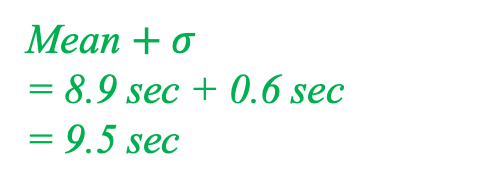 Mean + σ
= 8.9 sec + 0.6 sec
= 9.5 sec